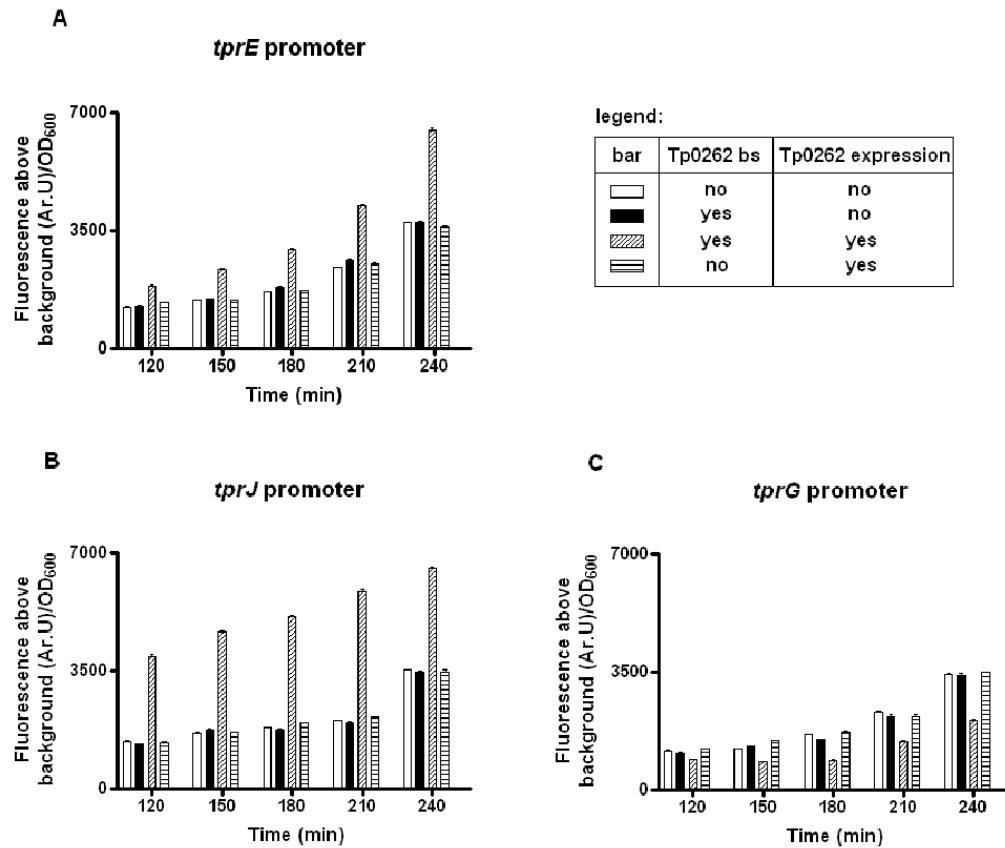 A
tprE promoter
Fluorescence above
background (Ar.U)/OD600
7000
3500
0
120 150 180 210 240
Time (min)
legend:
bar Tp0262 bs Tp0262 expression
no no
yes no
yes yes
no yes
B
tprJ promoter
Fluorescence above
background (Ar.U)/OD600
7000
3500
0
120 150 180 210 240
Time (min)
C
tprG promoter
Fluorescence above
background (Ar.U)/OD600
7000
3500
0
120 150 180 210 240
Time (min)